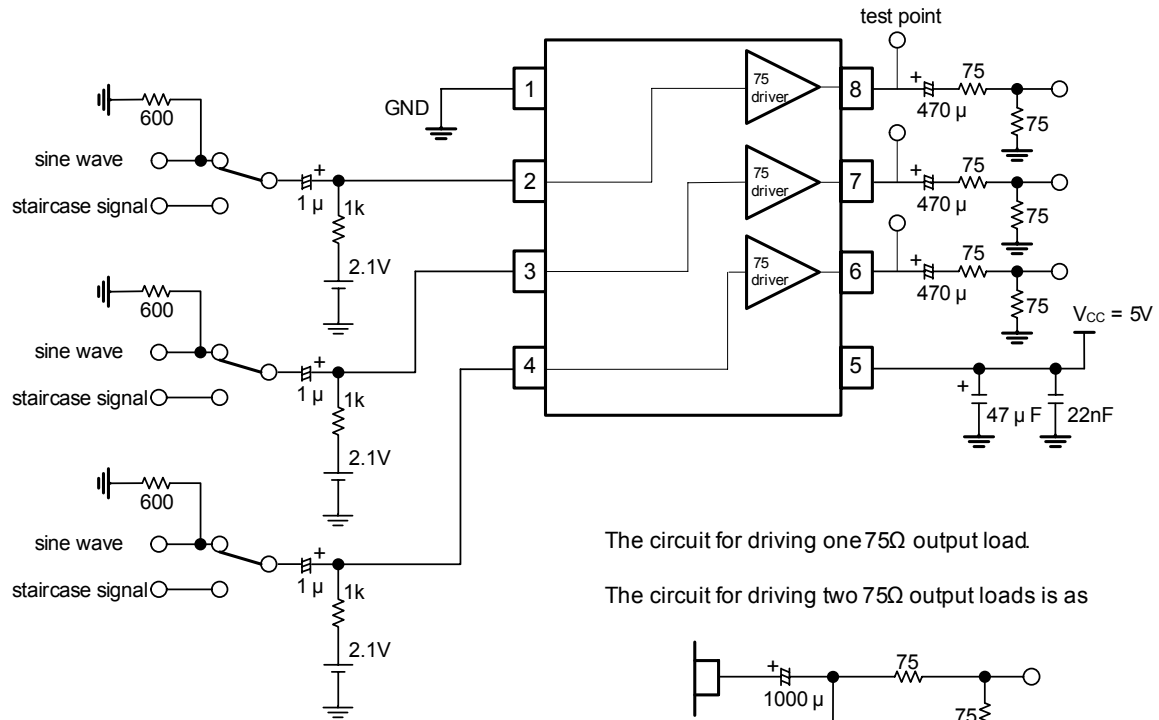 test point
75
driver
1
8
+
75
600
GND
470 μ
75
sine wave
75
driver
2
7
+
75
staircase signal
+
1 μ
1k
470 μ
75
2.1V
75
driver
3
6
+
75
600
470 μ
75
VCC = 5V
sine wave
4
5
staircase signal
+
1 μ
1k
+
47 μ F
22nF
2.1V
600
sine wave
The circuit for driving one 75Ω output load.
staircase signal
+
1 μ
1k
The circuit for driving two 75Ω output loads is as
2.1V
+
75
1000 μ
75